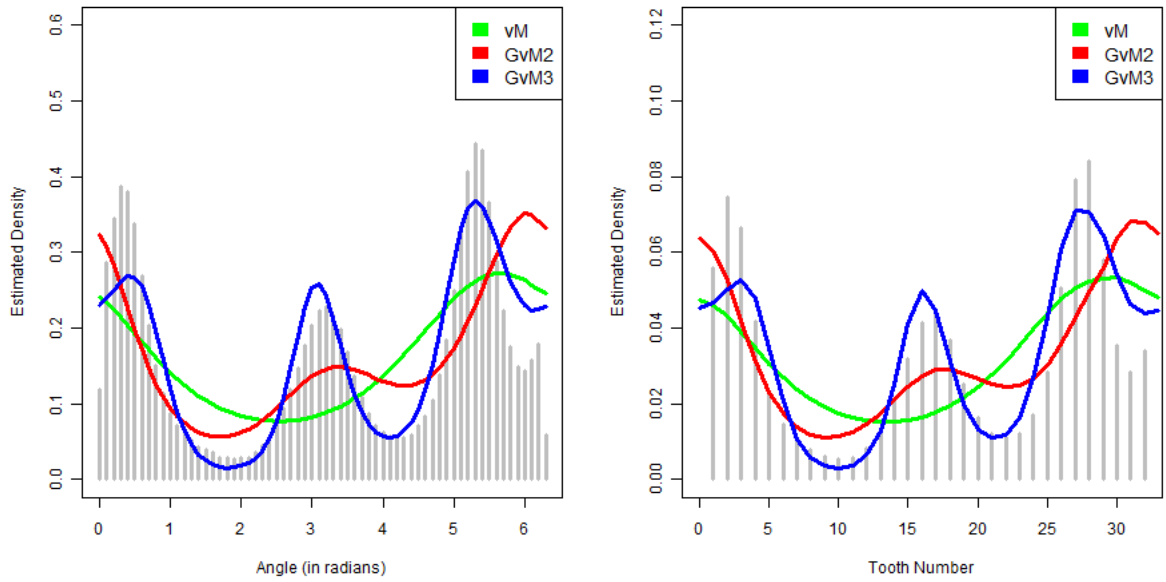 vM
GvM2
GvM3
0.0
0.1
0.2
0.3
0.4
0.5
0.6
Estimated Density
0
1
2
3
4
5
6
Angle (in radians)
vM
GvM2
GvM3
0.00
0.02
0.04
0.06
0.08
0.10
0.12
Estimated Density
0
5
10
15
20
25
30
Tooth Number